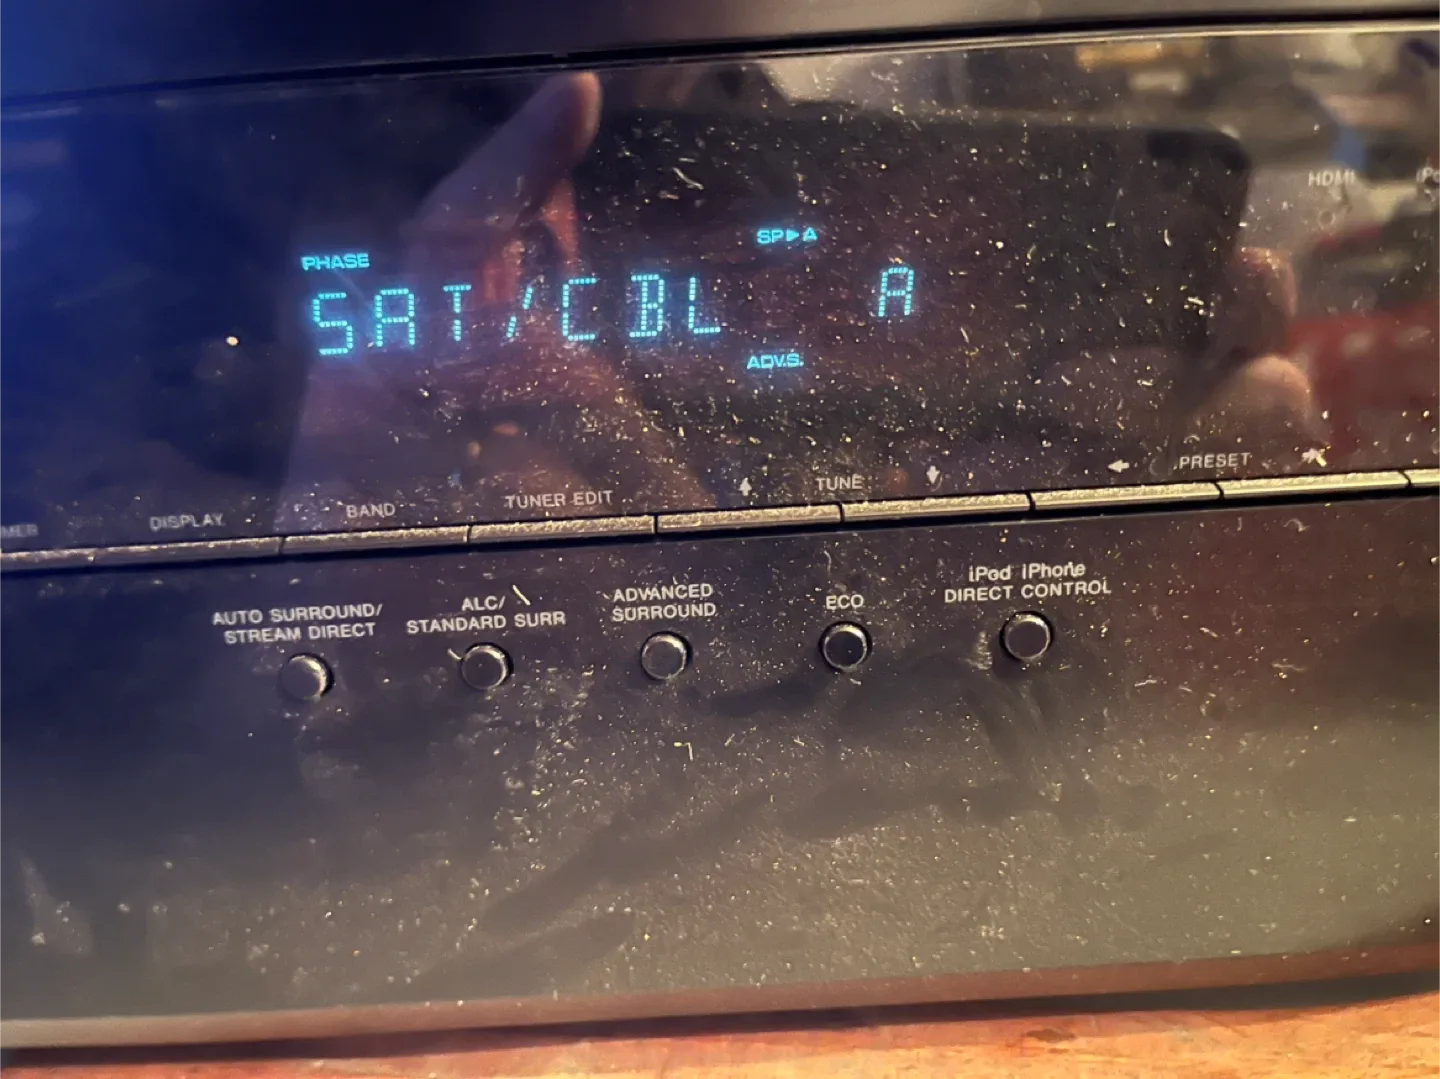 HDMI
SP▶A
PHASE
SAT/CBL A
ADV.S.
DISPLAY
BAND
TUNER EDIT
TUNE
PRESET
AUTO SURROUND/
STREAM DIRECT
ALC/
STANDARD SURR
ADVANCED
SURROUND
ECO
iPod iPhone
DIRECT CONTROL